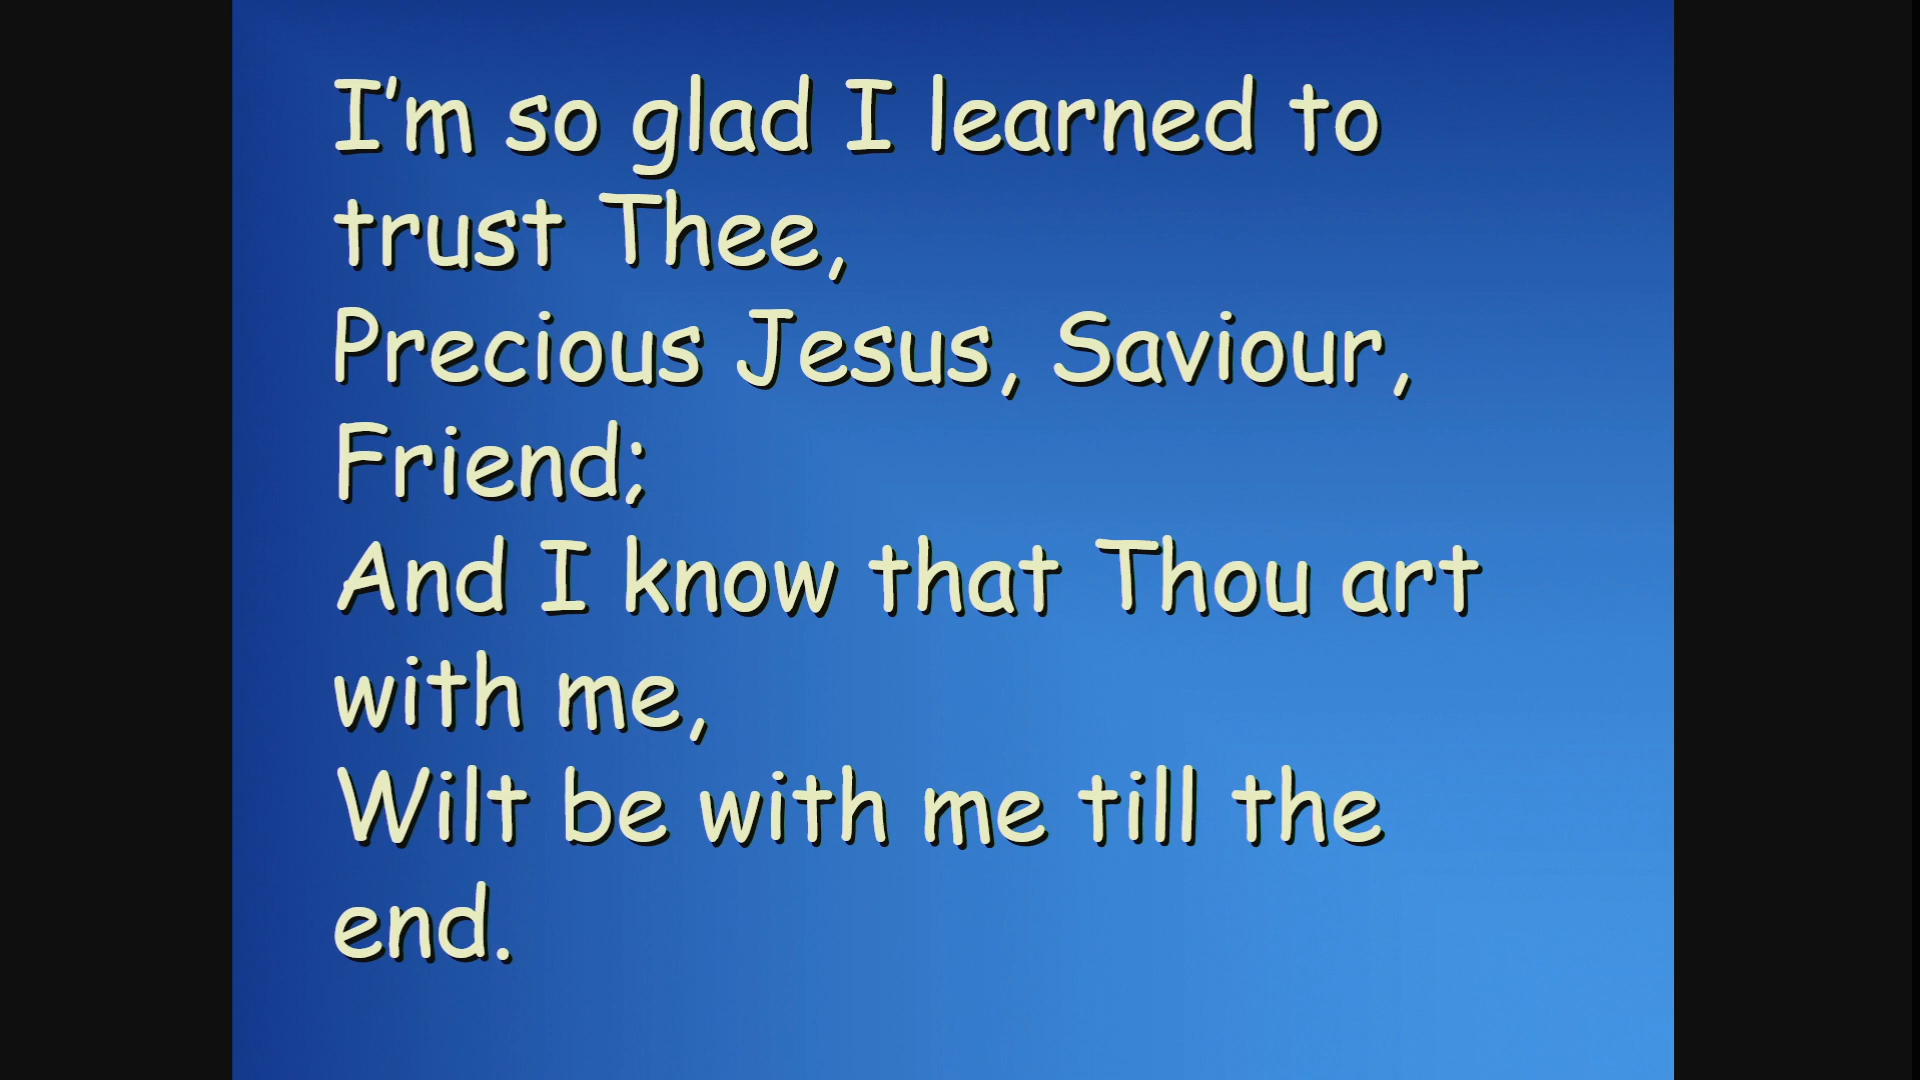 I'm so glad I learned to
trust Thee,
Precious Jesus, Saviour,
Friend;
And I know that Thou art
with me,
Wilt be with me till the
end.